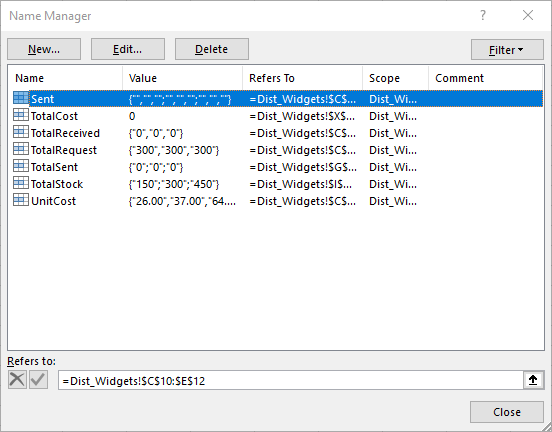 Name Manager ? ×
New... Edit... Delete Filter
Name Value Refers To Scope Comment
Sent {"","","";"","","";"","",""} =Dist_Widgets!$C$... Dist_Wi...
TotalCost 0 =Dist_Widgets!$X$... Dist_Wi...
TotalReceived {"0","0","0"} =Dist_Widgets!$C$... Dist_Wi...
TotalRequest {"300","300","300"} =Dist_Widgets!$C$... Dist_Wi...
TotalSent {"0";"0";"0"} =Dist_Widgets!$G$... Dist_Wi...
TotalStock {"150";"300";"450"} =Dist_Widgets!$I$... Dist_Wi...
UnitCost {"26.00","37.00","64.... =Dist_Widgets!$C$... Dist_Wi...
Refers to:
=Dist_Widgets!$C$10:$E$12
Close